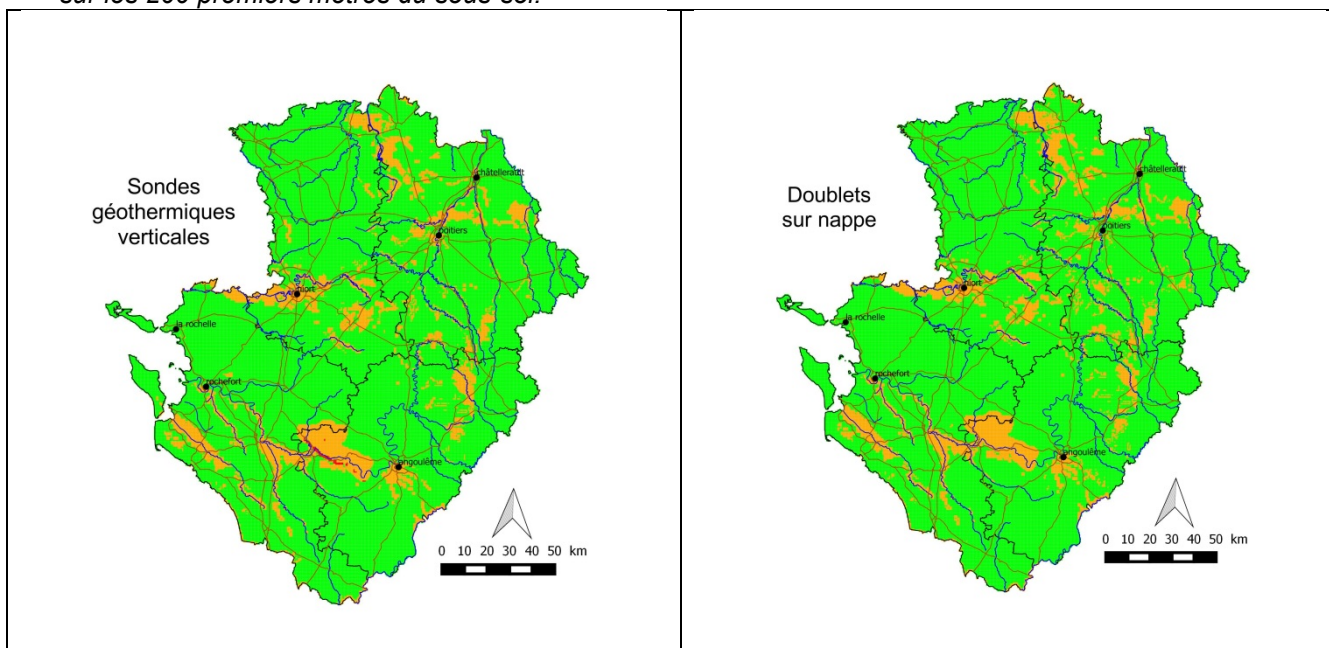 sur les 200 premiers mètres du sous-sol.
Sondes
géothermiques
verticales
châtellerault
poitiers
niort
la rochelle
rochefort
angoulême
0 10 20 30 40 50 km
Doublets
sur nappe
châtellerault
poitiers
niort
la rochelle
rochefort
angoulême
0 10 20 30 40 50 km